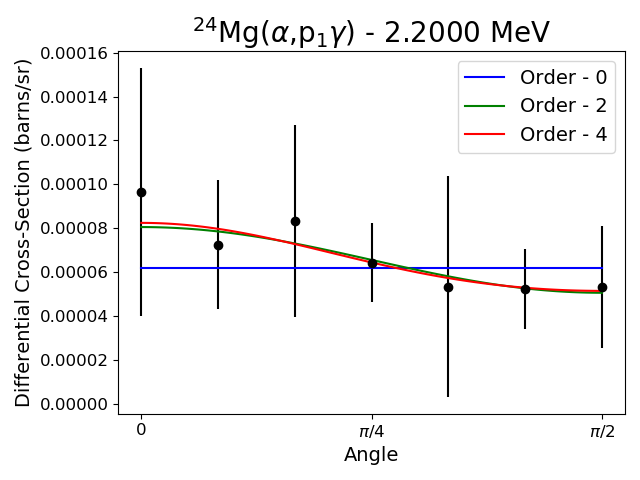 ²⁴Mg(α,p₁γ) - 2.2000 MeV
Differential Cross-Section (barns/sr)
0.00016
0.00014
0.00012
0.00010
0.00008
0.00006
0.00004
0.00002
0.00000
Order - 0
Order - 2
Order - 4
0
π/4
π/2
Angle